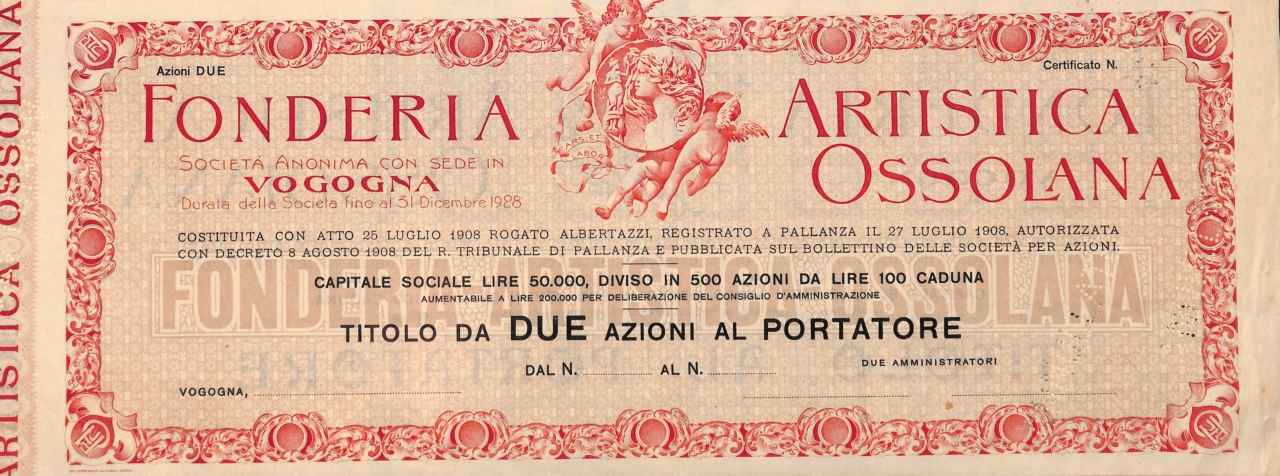 ARTISTICA OSSOLANA
Azioni DUE
Certificato N.
FONDERIA ARTISTICA
OSSOLANA
ARS ET
LABOR
SOCIETÀ ANONIMA CON SEDE IN
VOGOGNA
Durata della Società fino al 31 Dicembre 1928
COSTITUITA CON ATTO 25 LUGLIO 1908 ROGATO ALBERTAZZI, REGISTRATO A PALLANZA IL 27 LUGLIO 1908, AUTORIZZATA
CON DECRETO 8 AGOSTO 1908 DEL R. TRIBUNALE DI PALLANZA E PUBBLICATA SUL BOLLETTINO DELLE SOCIETÀ PER AZIONI.
FONDERIA ARTISTICA OSSOLANA
CAPITALE SOCIALE LIRE 50.000, DIVISO IN 500 AZIONI DA LIRE 100 CADUNA
AUMENTABILE A LIRE 200.000 PER DELIBERAZIONE DEL CONSIGLIO D'AMMINISTRAZIONE
TITOLO DA DUE AZIONI AL PORTATORE
DAL N. AL N.
DUE AMMINISTRATORI
VOGOGNA,